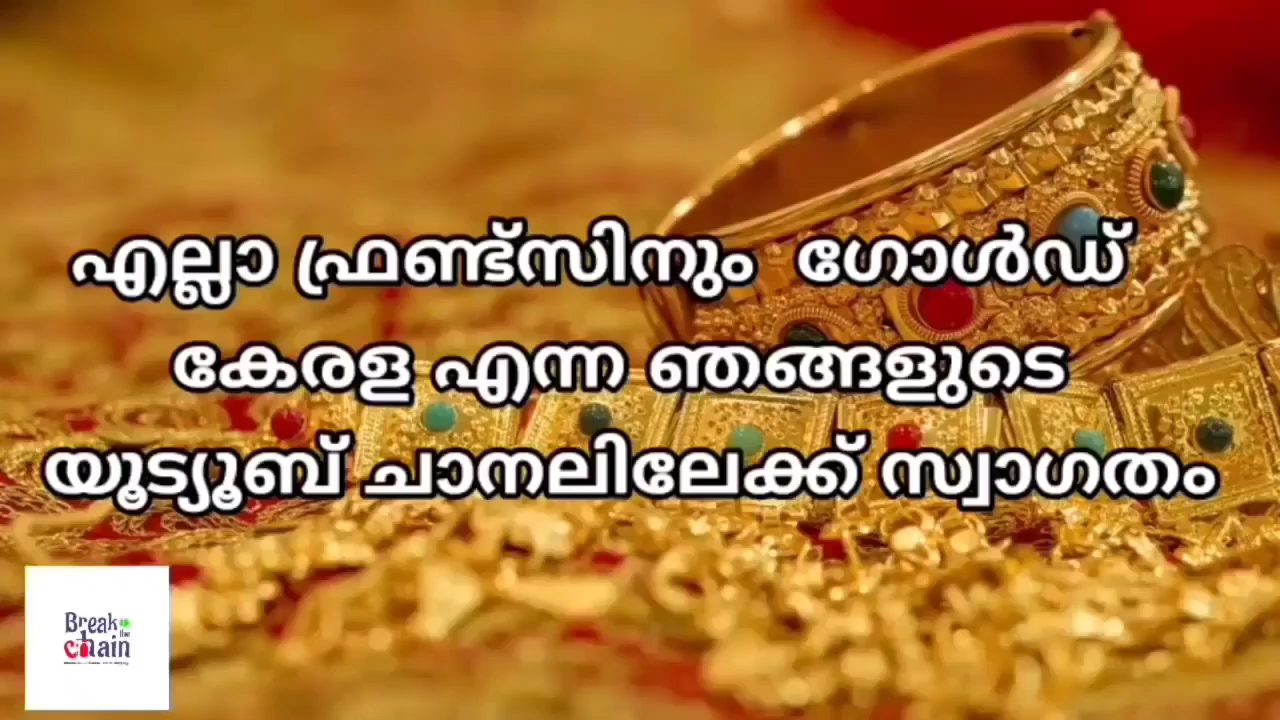 എല്ലാ ഫ്രണ്ട്സിനും ഗോൾഡ്
കേരള എന്ന ഞങ്ങളുടെ
യൂട്യൂബ് ചാനലിലേക്ക് സ്വാഗതം
Break
the
chain